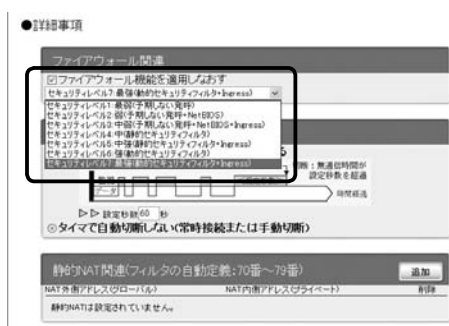 ●詳細事項
ファイアウォール関連
☑ファイアウォール機能を適用しなおす
セキュリティレベル7:最強(動的セキュリティフィルタ+Ingress)
セキュリティレベル1:最弱(予期しない発呼)
セキュリティレベル2:弱(予期しない発呼+NetBIOS)
セキュリティレベル3:中弱(予期しない発呼+NetBIOS+Ingress)
セキュリティレベル4:中(静的セキュリティフィルタ)
セキュリティレベル5:中強(静的セキュリティフィルタ+Ingress)
セキュリティレベル6:強(動的セキュリティフィルタ)
セキュリティレベル7:最強(動的セキュリティフィルタ+Ingress)
る
:無通信時間が
設定秒数を超過
データ
時間経過
▷▷ 設定秒数 60 秒
⊙タイマで自動切断しない(常時接続または手動切断)
静的NAT関連(フィルタの自動定義:70番～79番)
追加
NAT外側アドレス(グローバル) NAT内側アドレス(プライベート) 削除
静的NATは設定されていません。